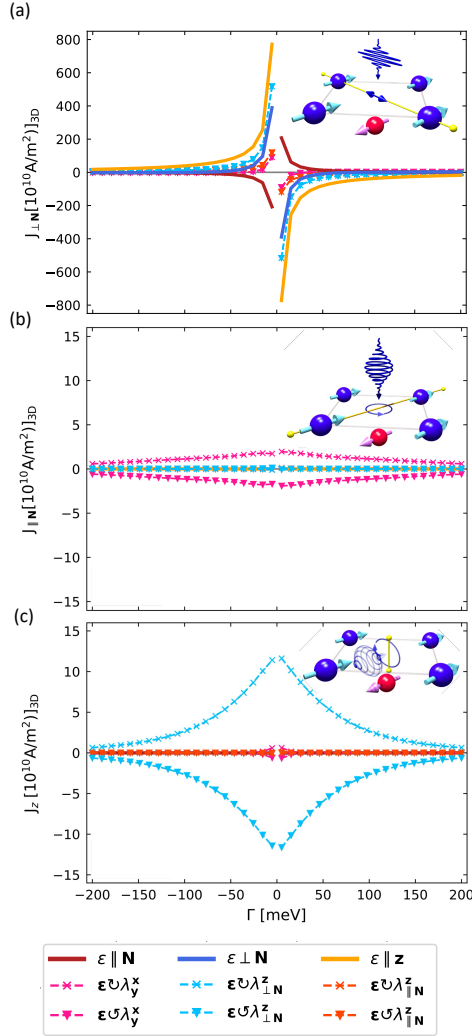 (a)
800
600
400
200
0
−200
−400
−600
−800
J⊥N[10¹⁰A/m²)]3D
(b)
15
10
5
0
−5
−10
−15
J∥N[10¹⁰A/m²)]3D
(c)
15
10
5
0
−5
−10
−15
Jz [10¹⁰A/m²)]3D
−200 −150 −100 −50 0 50 100 150 200
Γ [meV]
ε ∥ N ε ⊥ N ε ∥ z
ε↻λxy ε↻λz⊥N ε↻λz∥N
ε↺λxy ε↺λz⊥N ε↺λz∥N